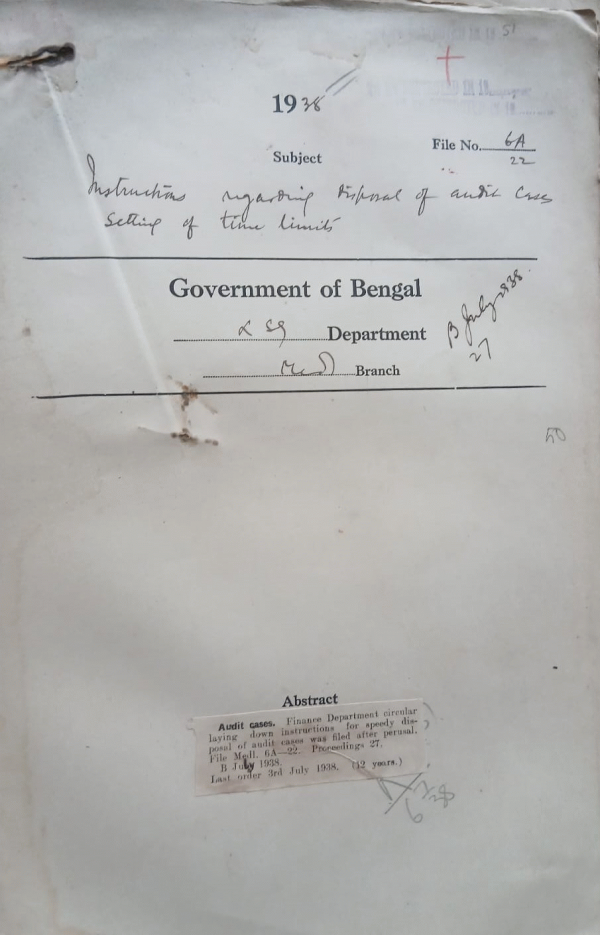 51
1938
File No. 6A
22
Subject
Instructions regarding disposal of audit cases
Setting of time limits
Government of Bengal
L S G Department
B July 1938
27
Medl Branch
50
Abstract
Audit cases. Finance Department circular
laying down instructions for speedy dis-
posal of audit cases was filed after perusal.
File Medl. 6A—22. Proceedings 27.
B July 1938.
Last order 3rd July 1938. (12 years.)